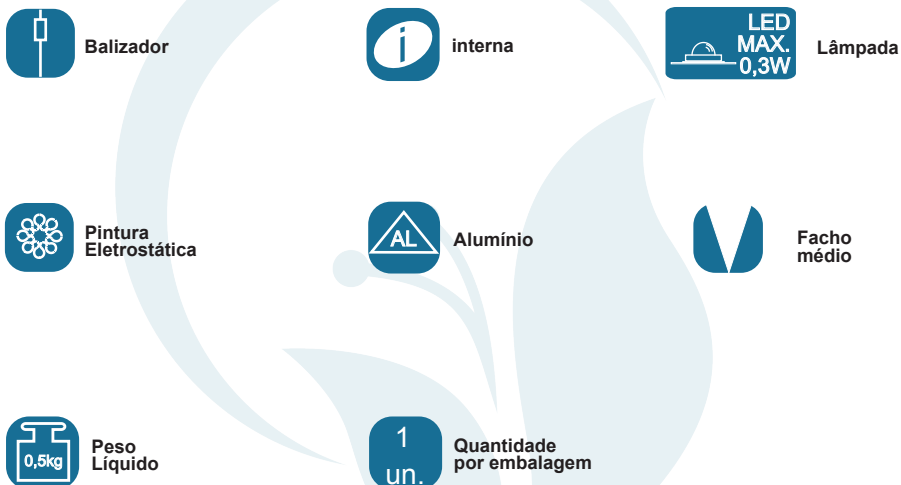 Balizador
i
interna
LED
MAX.
0,3W
Lâmpada
Pintura
Eletrostática
AL
Alumínio
Facho
médio
0,5kg
Peso
Líquido
1
un.
Quantidade
por embalagem